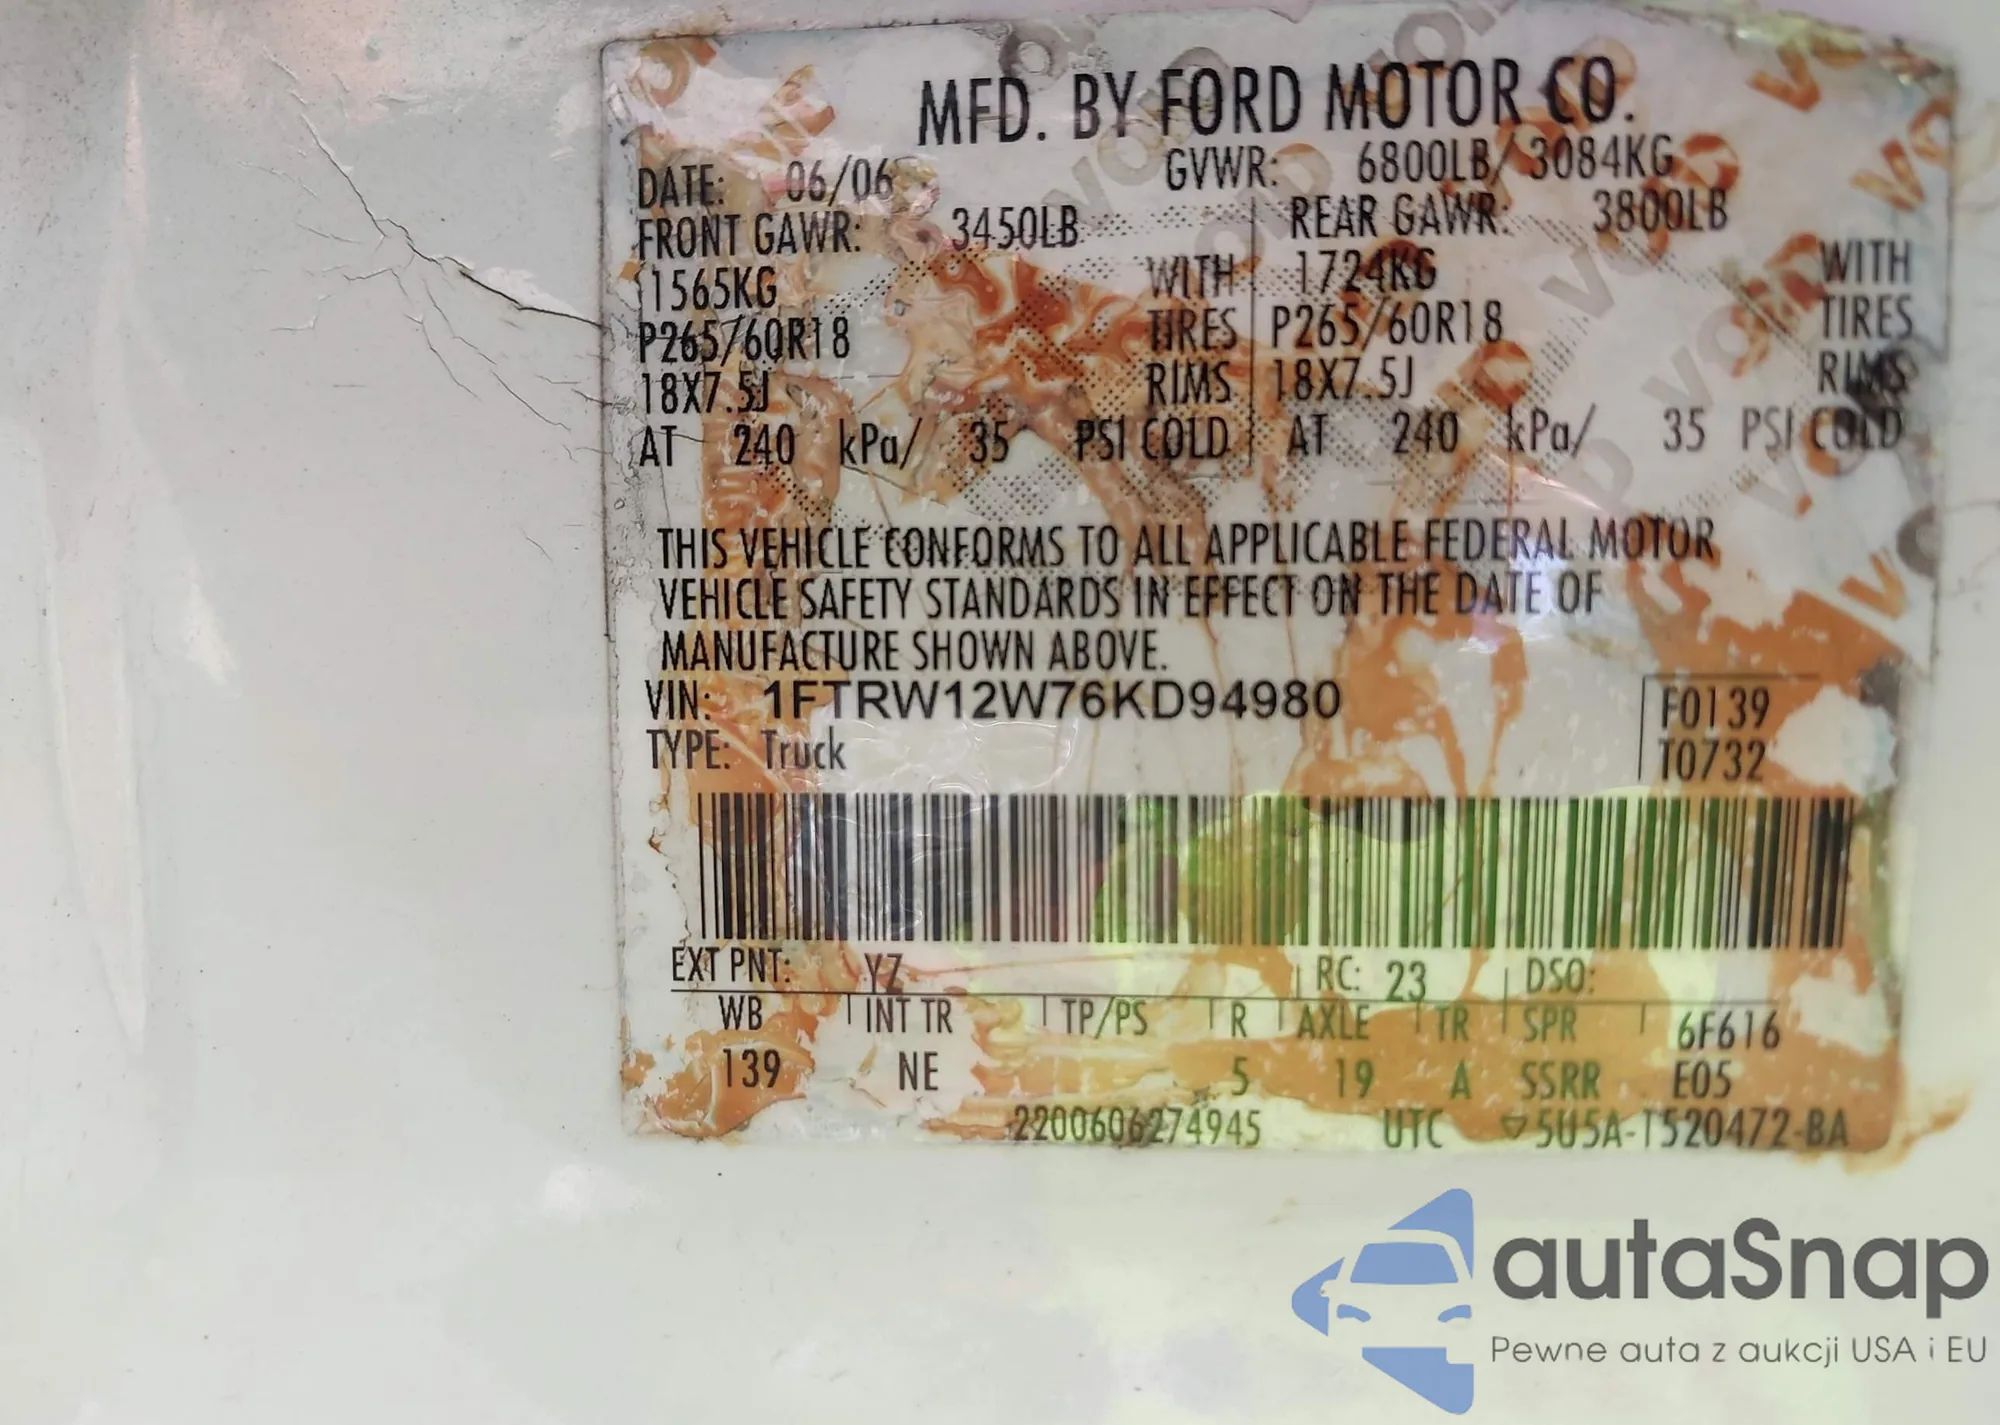 MFD. BY FORD MOTOR CO.
DATE: 06/06 GVWR: 6800LB/ 3084KG
FRONT GAWR: 3450LB REAR GAWR: 3800LB
1565KG WITH 1724KG WITH
P265/60R18 TIRES P265/60R18 TIRES
18X7.5J RIMS 18X7.5J RIMS
AT 240 kPa/ 35 PSI COLD AT 240 kPa/ 35 PSI COLD
THIS VEHICLE CONFORMS TO ALL APPLICABLE FEDERAL MOTOR
VEHICLE SAFETY STANDARDS IN EFFECT ON THE DATE OF
MANUFACTURE SHOWN ABOVE.
VIN: 1FTRW12W76KD94980 F0139
TYPE: Truck T0732
EXT PNT: YZ RC: 23 DSO:
WB INT TR TP/PS R AXLE TR SPR 6F616
139 NE 5 19 A SSRR E05
2200606274945 UTC ▽5U5A-1520472-BA
autaSnap
Pewne auta z aukcji USA i EU